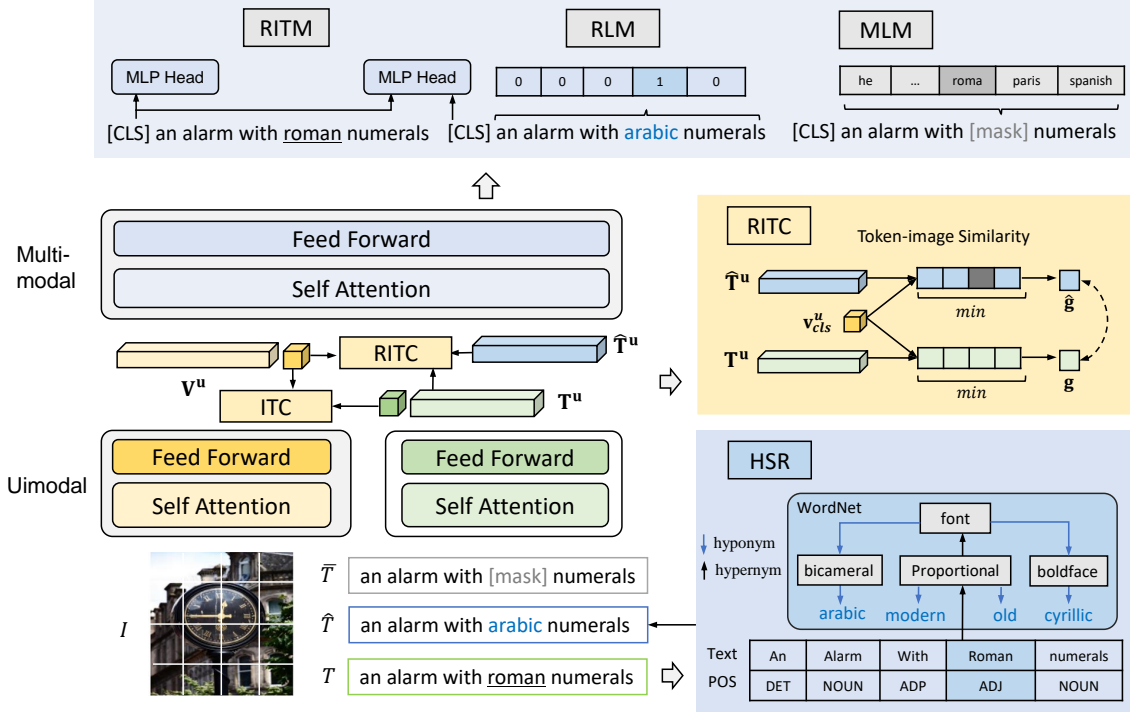 RITM
RLM
MLM
MLP Head
MLP Head
0 0 0 1 0
he ... roma paris spanish
[CLS] an alarm with roman numerals
[CLS] an alarm with arabic numerals
[CLS] an alarm with [mask] numerals
Multi-
modal
Feed Forward
Self Attention
V^u
RITC
T̂^u
ITC
T^u
Uimodal
Feed Forward
Self Attention
Feed Forward
Self Attention
I
T̅
an alarm with [mask] numerals
T̂
an alarm with arabic numerals
T
an alarm with roman numerals
RITC
Token-image Similarity
T̂^u
v^u_cls
min
ĝ
T^u
min
g
HSR
WordNet
font
hyponym
hypernym
bicameral Proportional boldface
arabic modern old cyrillic
Text An Alarm With Roman numerals
POS DET NOUN ADP ADJ NOUN